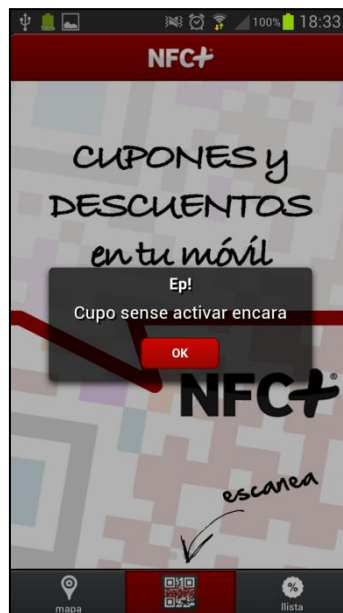 100% 18:33
NFC+
CUPONES y
DESCUENTOS
en tu móvil
Ep!
Cupo sense activar encara
OK
NFC+®
escanea
mapa
llista